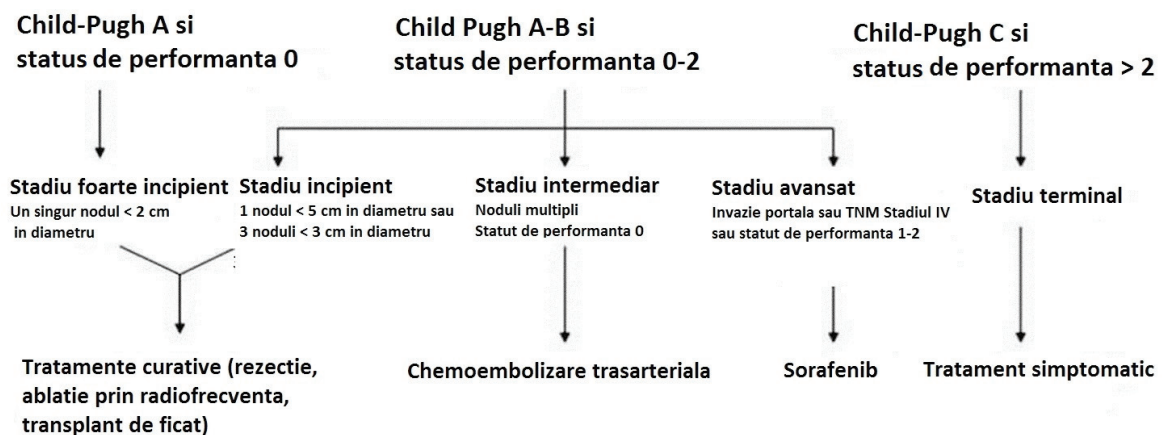 Child-Pugh A si
status de performanta 0
Child Pugh A-B si
status de performanta 0-2
Child-Pugh C si
status de performanta > 2
Stadiu foarte incipient
Un singur nodul < 2 cm
in diametru
Stadiu incipient
1 nodul < 5 cm in diametru sau
3 noduli < 3 cm in diametru
Stadiu intermediar
Noduli multipli
Statut de performanta 0
Stadiu avansat
Invazie portala sau TNM Stadiul IV
sau statut de performanta 1-2
Stadiu terminal
Tratamente curative (rezectie,
ablatie prin radiofrecventa,
transplant de ficat)
Chemoembolizare trasarteriala
Sorafenib
Tratament simptomatic